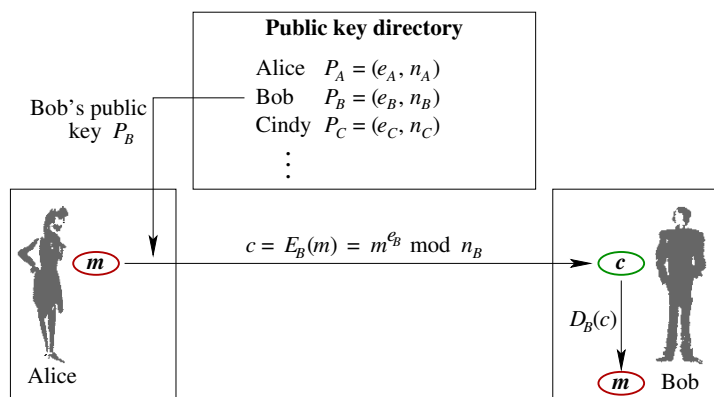 Public key directory
Alice P_A = (e_A, n_A)
Bob P_B = (e_B, n_B)
Cindy P_C = (e_C, n_C)
⋮
Bob's public
key P_B
c = E_B(m) = m^{e_B} mod n_B
m
c
D_B(c)
m
Alice
Bob